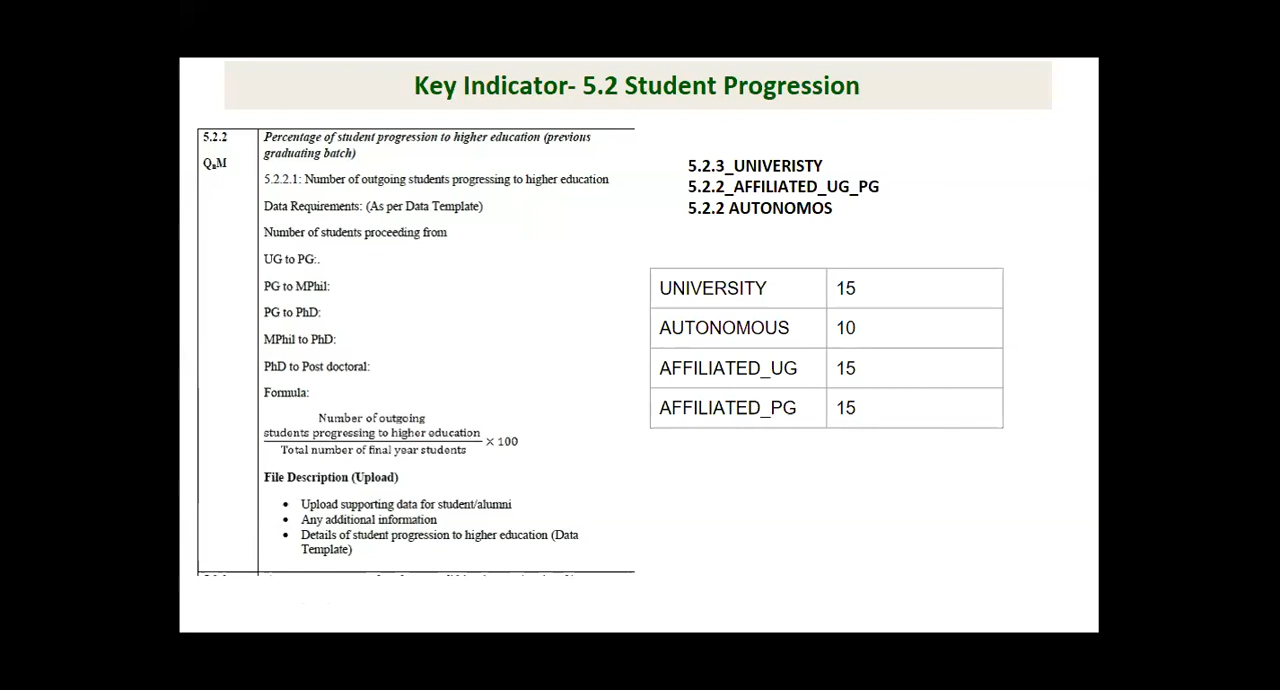 Key Indicator- 5.2 Student Progression
5.2.2
QnM
Percentage of student progression to higher education (previous
graduating batch)
5.2.2.1: Number of outgoing students progressing to higher education
Data Requirements: (As per Data Template)
Number of students proceeding from
UG to PG:.
PG to MPhil:
PG to PhD:
MPhil to PhD:
PhD to Post doctoral:
Formula:
Number of outgoing
students progressing to higher education
Total number of final year students
X 100
File Description (Upload)
• Upload supporting data for student/alumni
• Any additional information
• Details of student progression to higher education (Data
Template)
5.2.3_UNIVERISTY
5.2.2_AFFILIATED_UG_PG
5.2.2 AUTONOMOS
UNIVERSITY 15
AUTONOMOUS 10
AFFILIATED_UG 15
AFFILIATED_PG 15